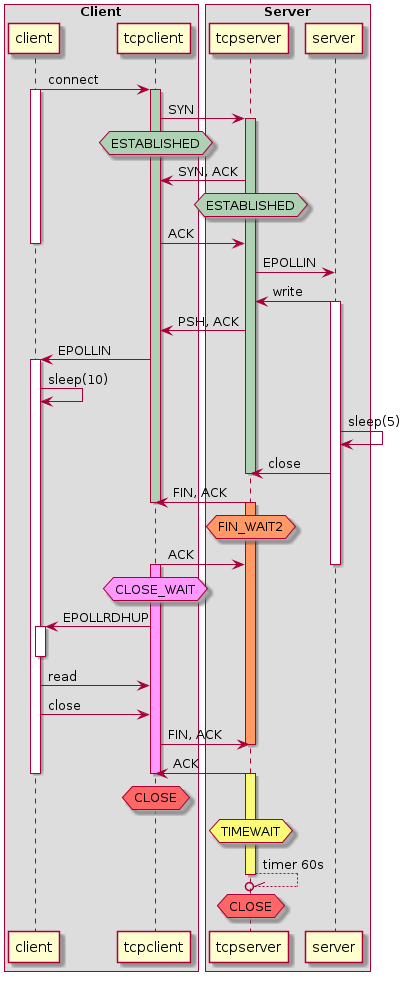 Client
Server
client
tcpclient
tcpserver
server
connect
SYN
ESTABLISHED
SYN, ACK
ESTABLISHED
ACK
EPOLLIN
write
PSH, ACK
EPOLLIN
sleep(10)
sleep(5)
close
FIN, ACK
FIN_WAIT2
ACK
CLOSE_WAIT
EPOLLRDHUP
read
close
FIN, ACK
ACK
CLOSE
TIMEWAIT
timer 60s
CLOSE
client
tcpclient
tcpserver
server